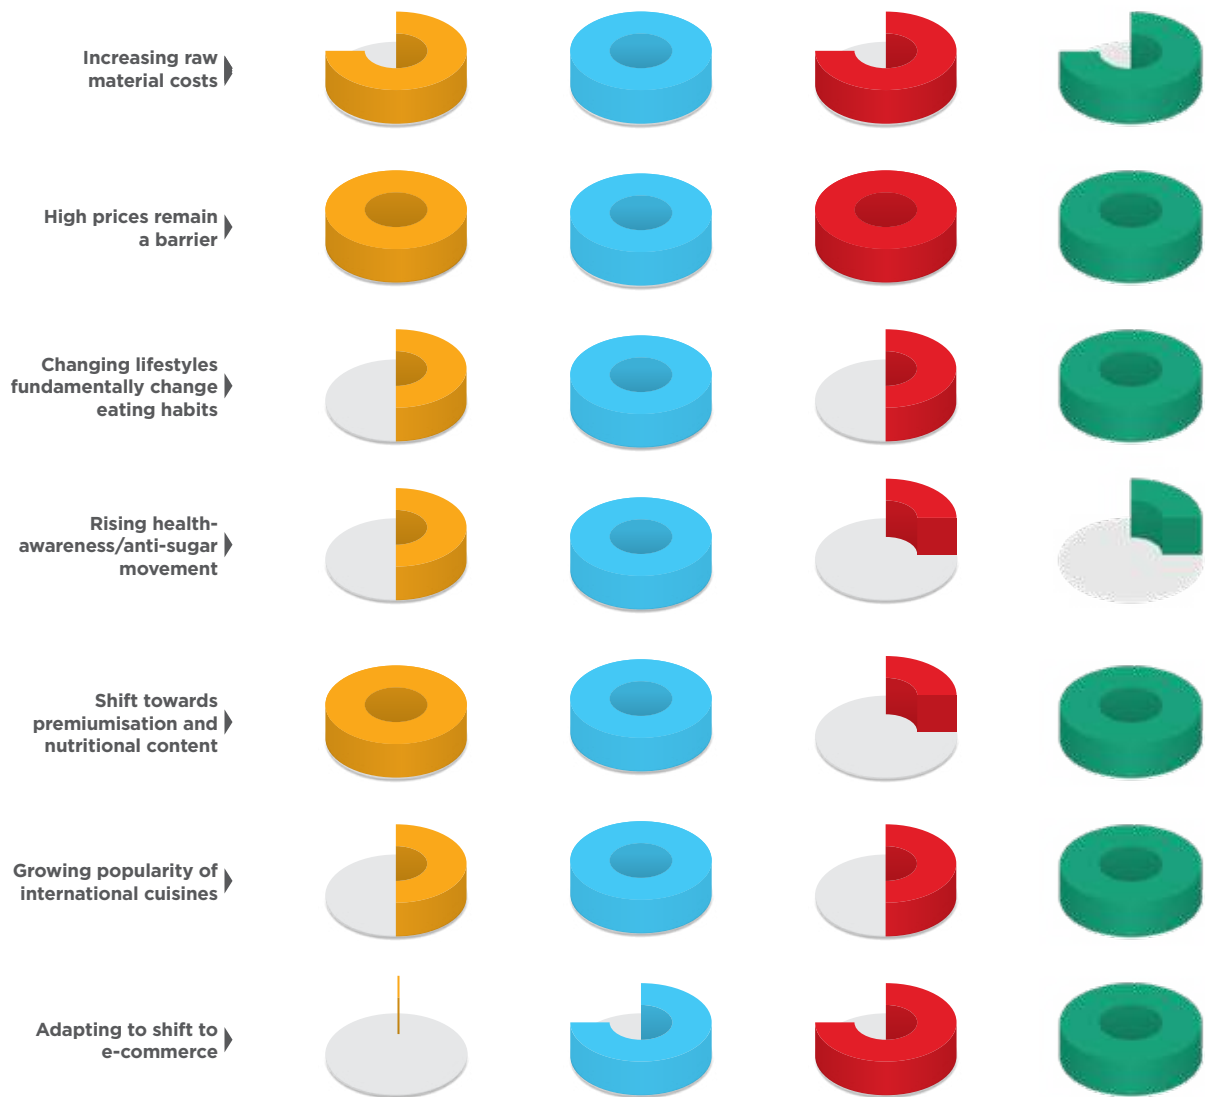 Increasing raw
material costs
High prices remain
a barrier
Changing lifestyles
fundamentally change
eating habits
Rising health-
awareness/anti-sugar
movement
Shift towards
premiumisation and
nutritional content
Growing popularity of
international cuisines
Adapting to shift to
e-commerce